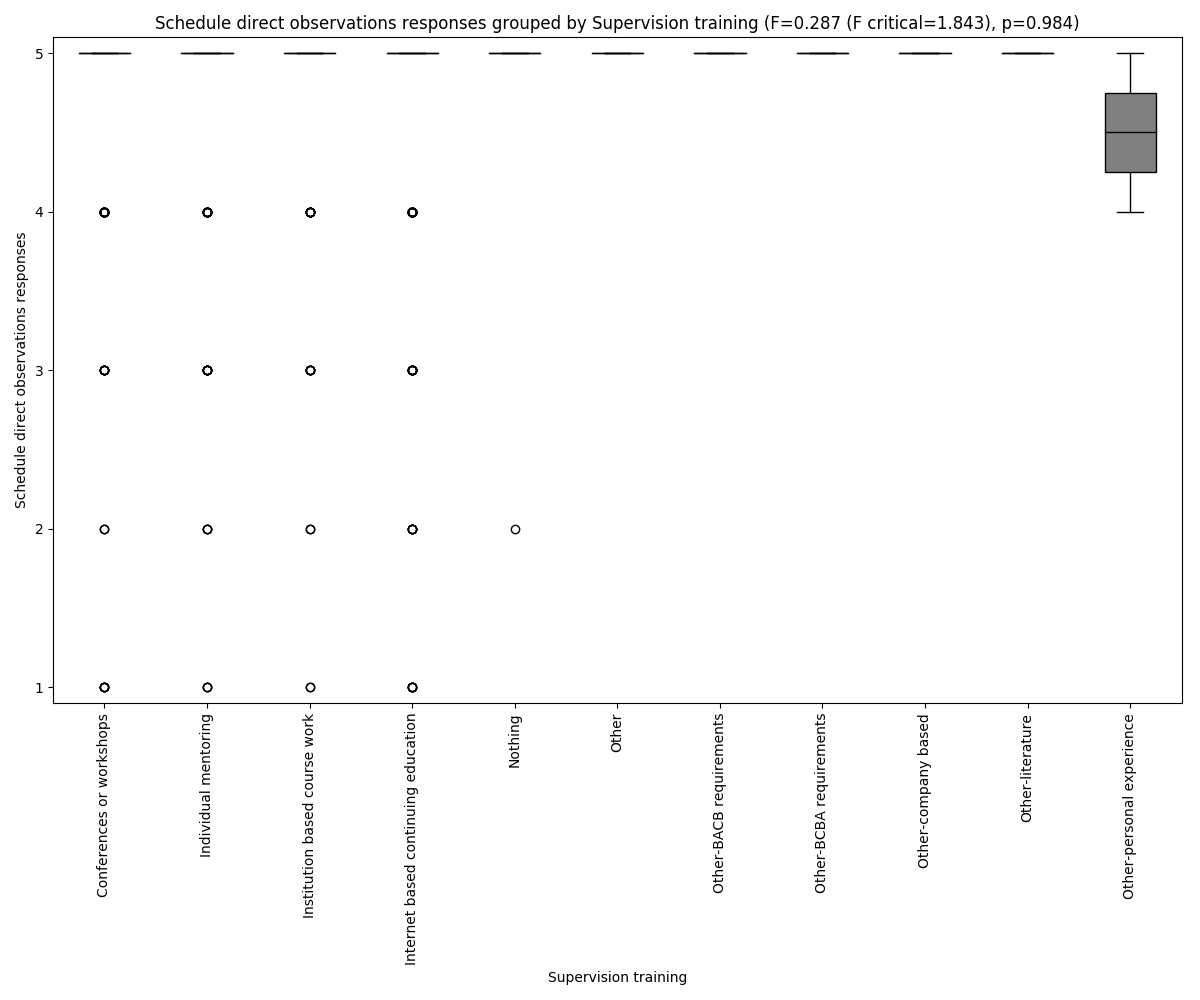 Schedule direct observations responses grouped by Supervision training (F=0.287 (F critical=1.843), p=0.984)
Schedule direct observations responses
5
4
3
2
1
Conferences or workshops
Individual mentoring
Institution based course work
Internet based continuing education
Nothing
Other
Other-BACB requirements
Other-BCBA requirements
Other-company based
Other-literature
Other-personal experience
Supervision training